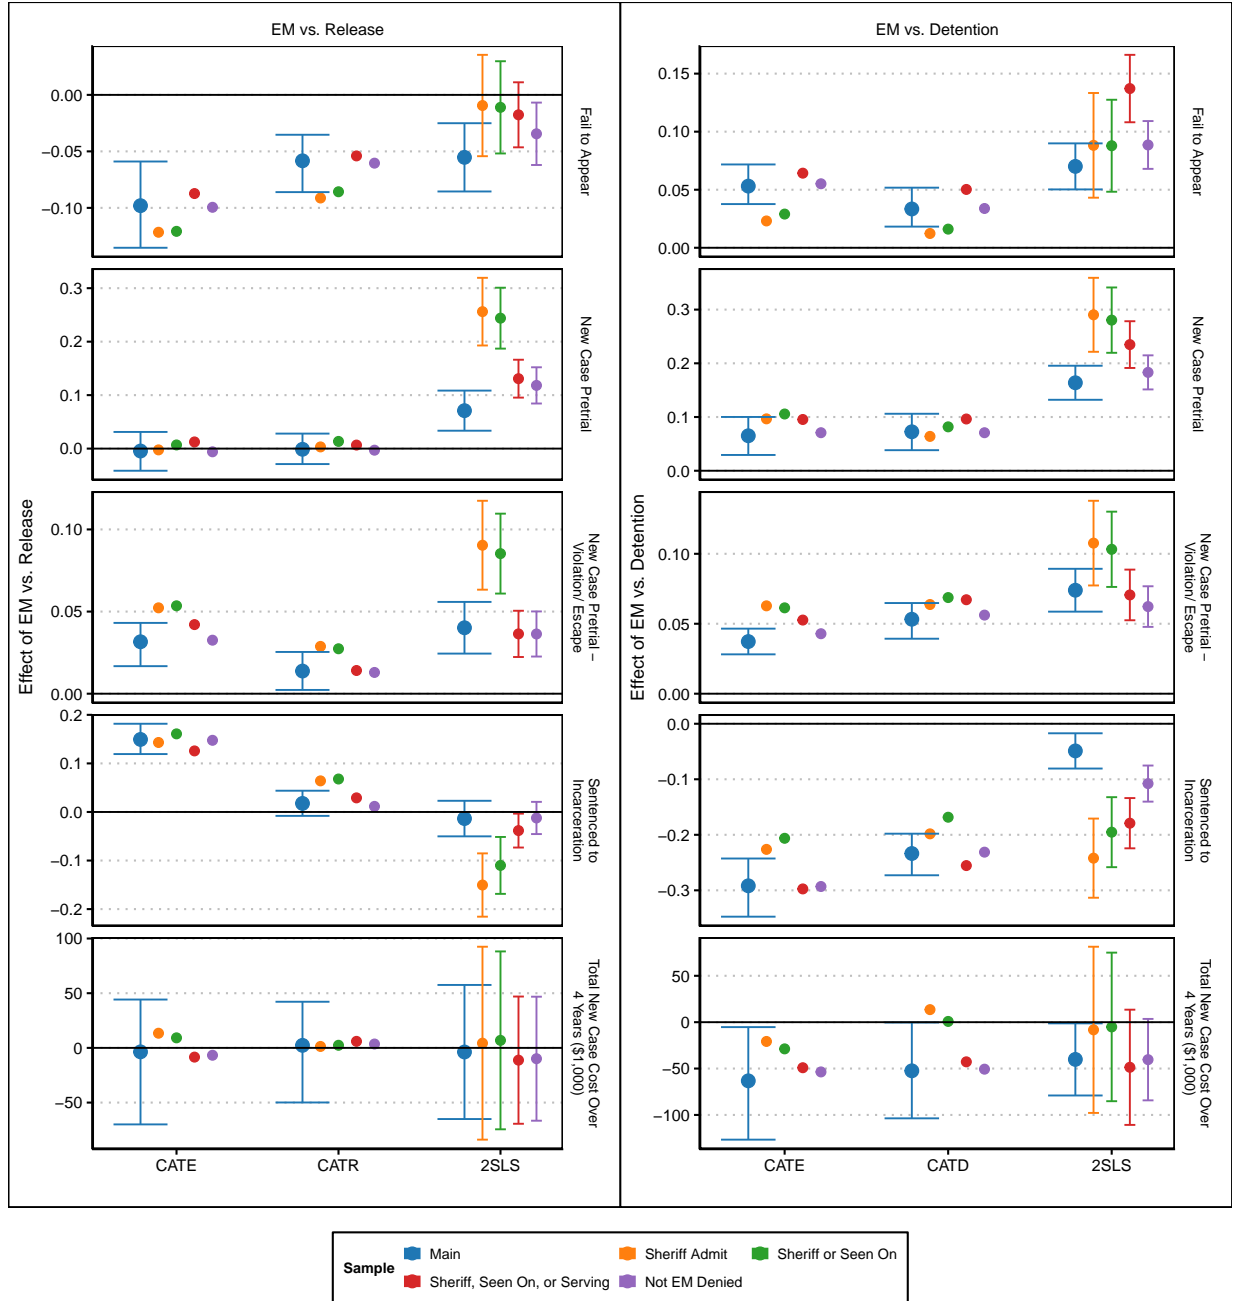 EM vs. Release
EM vs. Detention
Effect of EM vs. Release
0.00
−0.05
−0.10
Fail to Appear
0.3
0.2
0.1
0.0
New Case Pretrial
0.10
0.05
0.00
New Case Pretrial −
Violation/ Escape
0.2
0.1
0.0
−0.1
−0.2
Sentenced to
Incarceration
100
50
0
−50
Total New Case Cost Over
4 Years ($1,000)
CATE
CATR
2SLS
Effect of EM vs. Detention
0.15
0.10
0.05
0.00
Fail to Appear
0.3
0.2
0.1
0.0
New Case Pretrial
0.10
0.05
0.00
New Case Pretrial −
Violation/ Escape
0.0
−0.1
−0.2
−0.3
Sentenced to
Incarceration
50
0
−50
−100
Total New Case Cost Over
4 Years ($1,000)
CATE
CATD
2SLS
Sample
Main
Sheriff Admit
Sheriff or Seen On
Sheriff, Seen On, or Serving
Not EM Denied